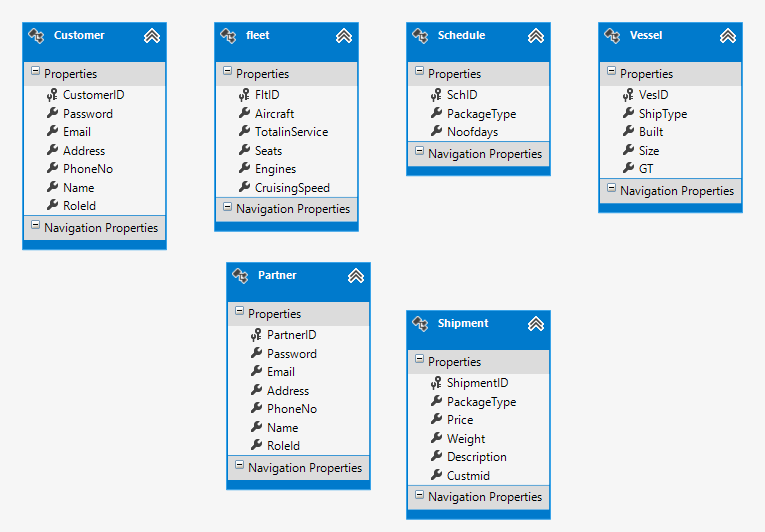 Customer
Properties
CustomerID
Password
Email
Address
PhoneNo
Name
RoleId
Navigation Properties
fleet
Properties
FltID
Aircraft
TotalinService
Seats
Engines
CruisingSpeed
Navigation Properties
Schedule
Properties
SchID
PackageType
Noofdays
Navigation Properties
Vessel
Properties
VesID
ShipType
Built
Size
GT
Navigation Properties
Partner
Properties
PartnerID
Password
Email
Address
PhoneNo
Name
RoleId
Navigation Properties
Shipment
Properties
ShipmentID
PackageType
Price
Weight
Description
Custmid
Navigation Properties